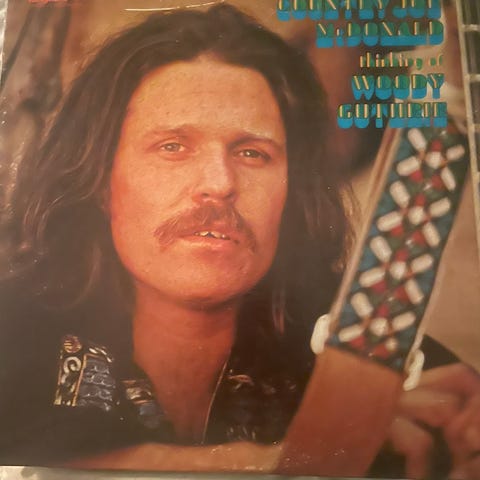 COUNTRY JOE
McDONALD
thinking of
WOODY
GUTHRIE